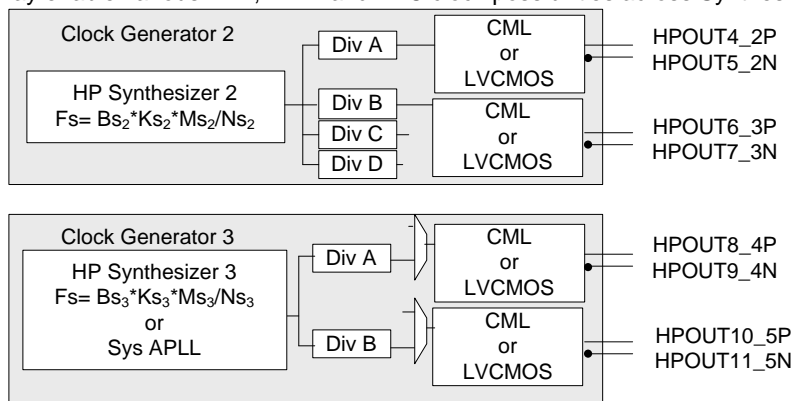 Clock Generator 2
HP Synthesizer 2
Fs= Bs2*Ks2*Ms2/Ns2
Div A
Div B
Div C
Div D
CML
or
LVCMOS
CML
or
LVCMOS
HPOUT4_2P
HPOUT5_2N
HPOUT6_3P
HPOUT7_3N
Clock Generator 3
HP Synthesizer 3
Fs= Bs3*Ks3*Ms3/Ns3
or
Sys APLL
Div A
Div B
CML
or
LVCMOS
CML
or
LVCMOS
HPOUT8_4P
HPOUT9_4N
HPOUT10_5P
HPOUT11_5N